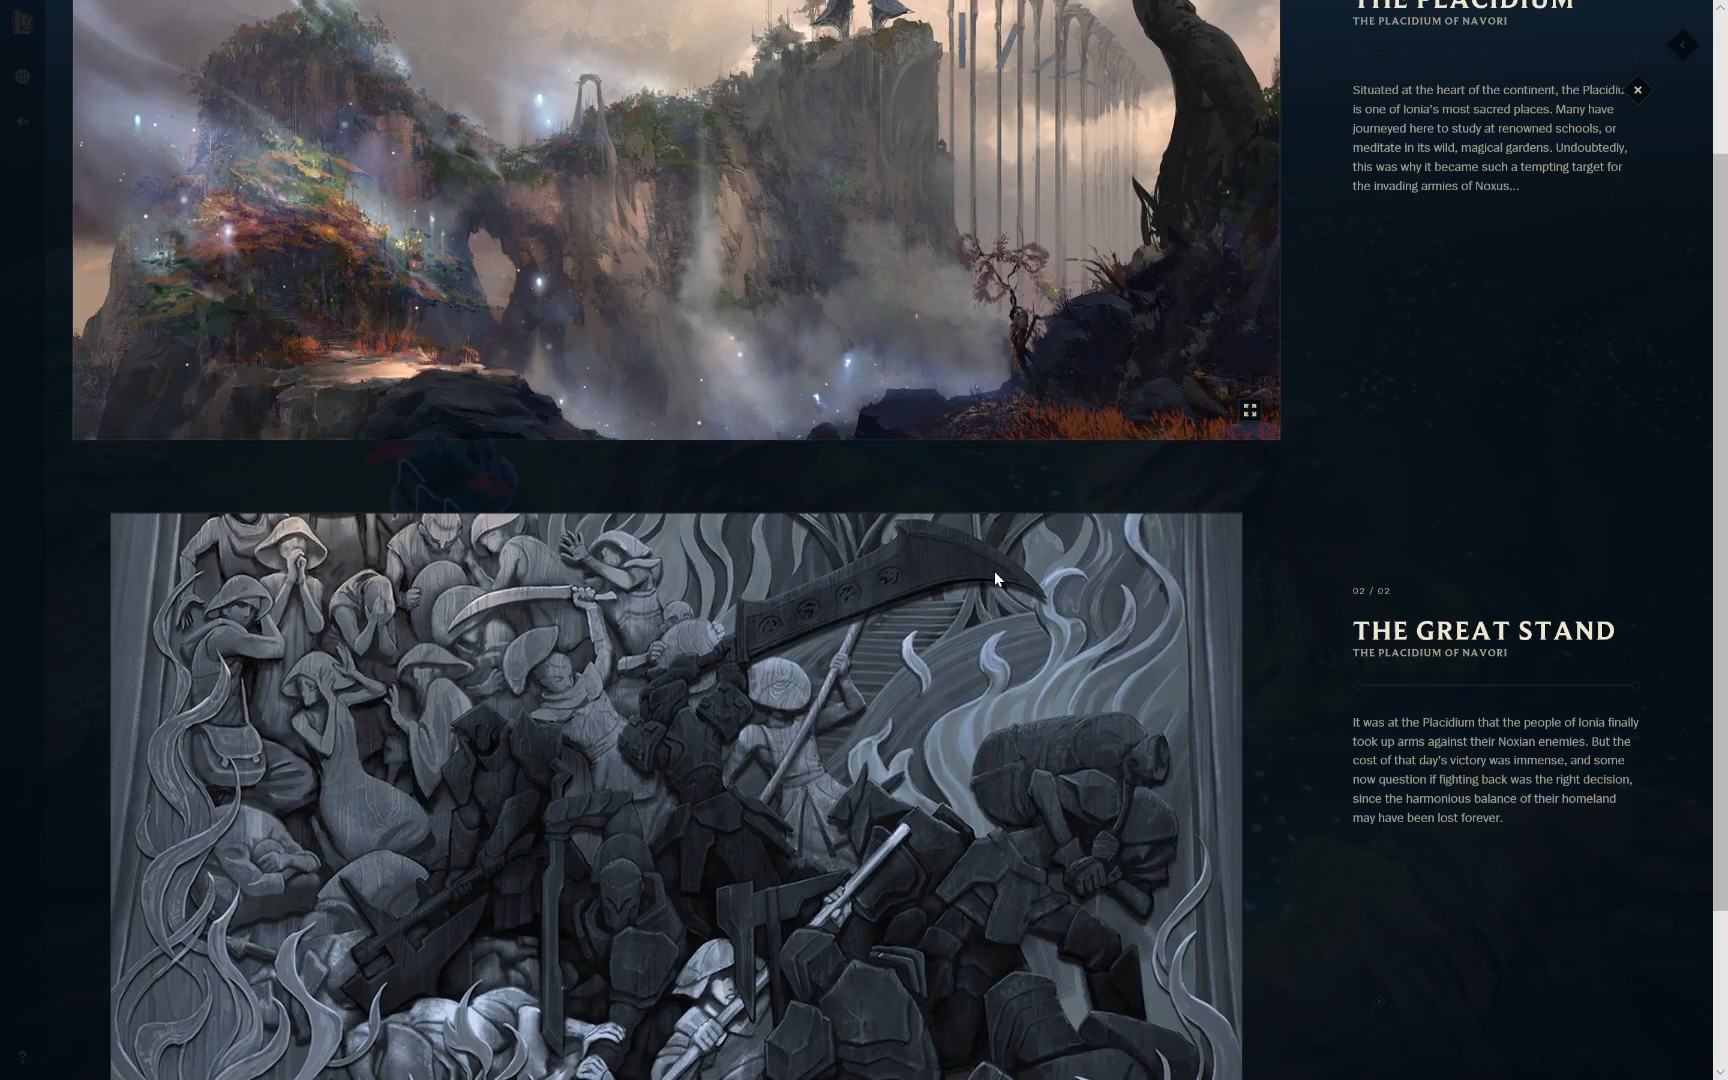 THE PLACIDIUM
THE PLACIDIUM OF NAVORI
Situated at the heart of the continent, the Placidiu
is one of Ionia's most sacred places. Many have
journeyed here to study at renowned schools, or
meditate in its wild, magical gardens. Undoubtedly,
this was why it became such a tempting target for
the invading armies of Noxus...
02 / 02
THE GREAT STAND
THE PLACIDIUM OF NAVORI
It was at the Placidium that the people of Ionia finally
took up arms against their Noxian enemies. But the
cost of that day's victory was immense, and some
now question if fighting back was the right decision,
since the harmonious balance of their homeland
may have been lost forever.
?